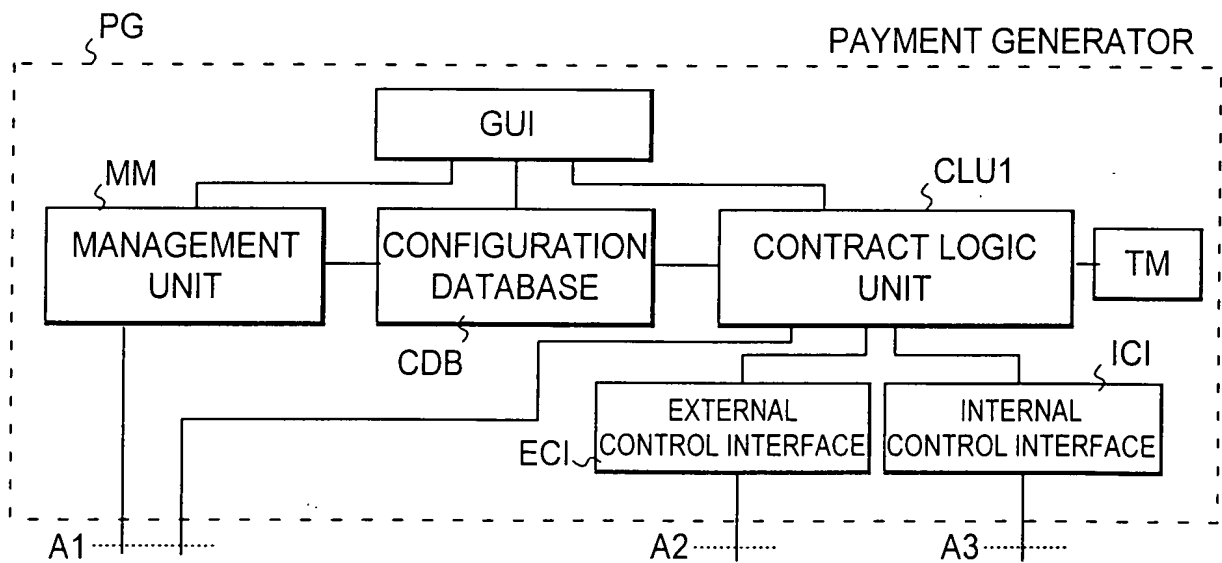 PG
PAYMENT GENERATOR
GUI
MM
CLU1
MANAGEMENT
UNIT
CONFIGURATION
DATABASE
CONTRACT LOGIC
UNIT
TM
CDB
ICI
EXTERNAL
CONTROL INTERFACE
INTERNAL
CONTROL INTERFACE
ECI
A1
A2
A3